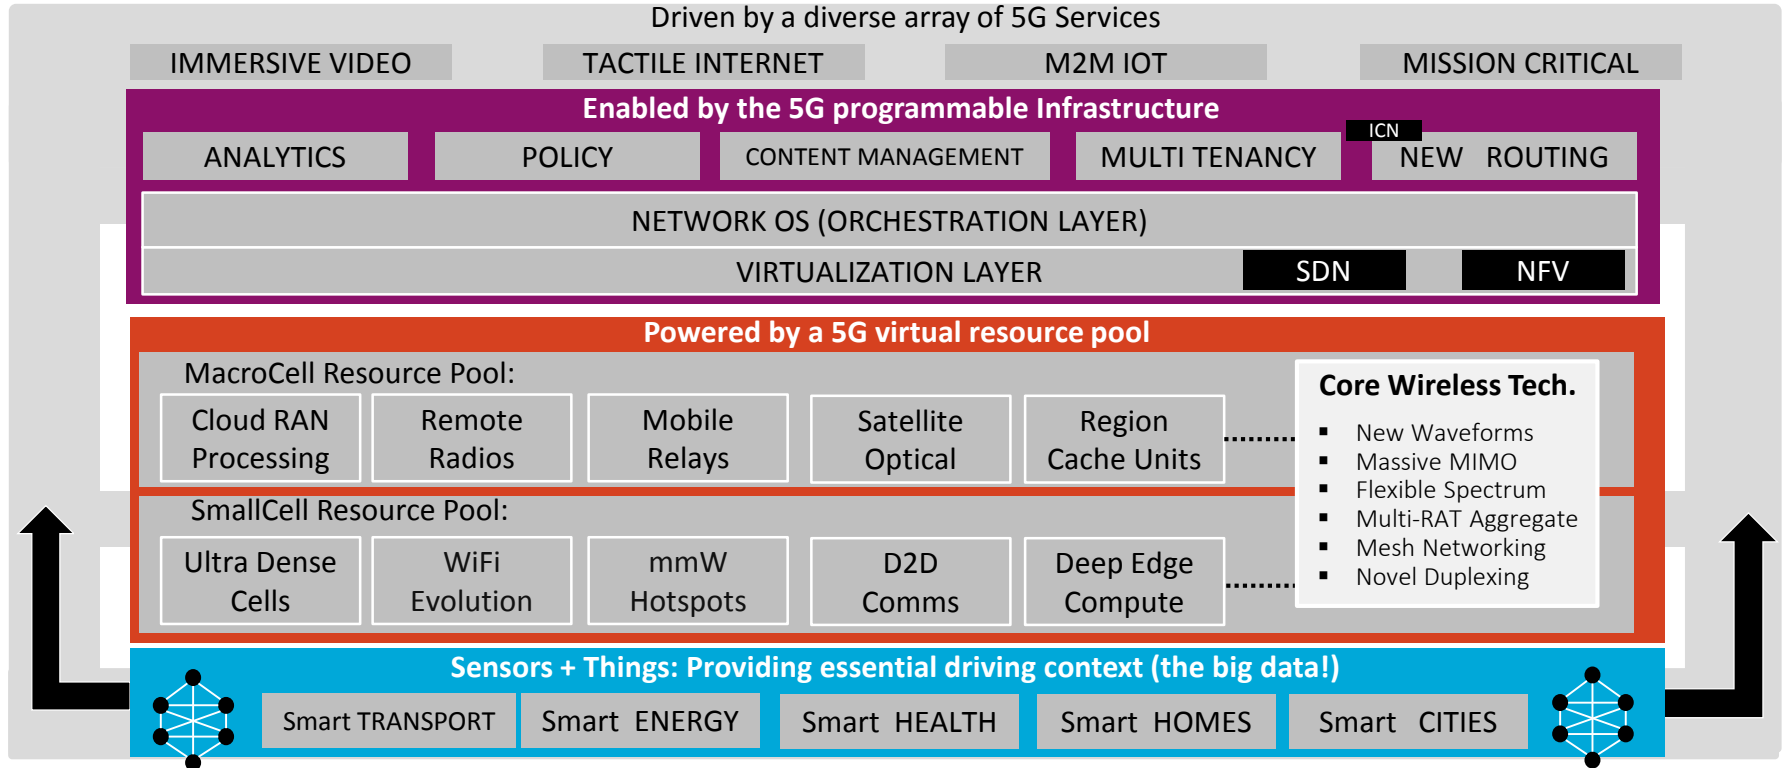 Driven by a diverse array of 5G Services
IMMERSIVE VIDEO
TACTILE INTERNET
M2M IOT
MISSION CRITICAL
Enabled by the 5G programmable Infrastructure
ICN
ANALYTICS
POLICY
CONTENT MANAGEMENT
MULTI TENANCY
NEW ROUTING
NETWORK OS (ORCHESTRATION LAYER)
VIRTUALIZATION LAYER
SDN
NFV
Powered by a 5G virtual resource pool
MacroCell Resource Pool:
Cloud RAN
Processing
Remote
Radios
Mobile
Relays
Satellite
Optical
Region
Cache Units
SmallCell Resource Pool:
Ultra Dense
Cells
WiFi
Evolution
mmW
Hotspots
D2D
Comms
Deep Edge
Compute
Core Wireless Tech.
▪ New Waveforms
▪ Massive MIMO
▪ Flexible Spectrum
▪ Multi-RAT Aggregate
▪ Mesh Networking
▪ Novel Duplexing
Sensors + Things: Providing essential driving context (the big data!)
Smart TRANSPORT
Smart ENERGY
Smart HEALTH
Smart HOMES
Smart CITIES